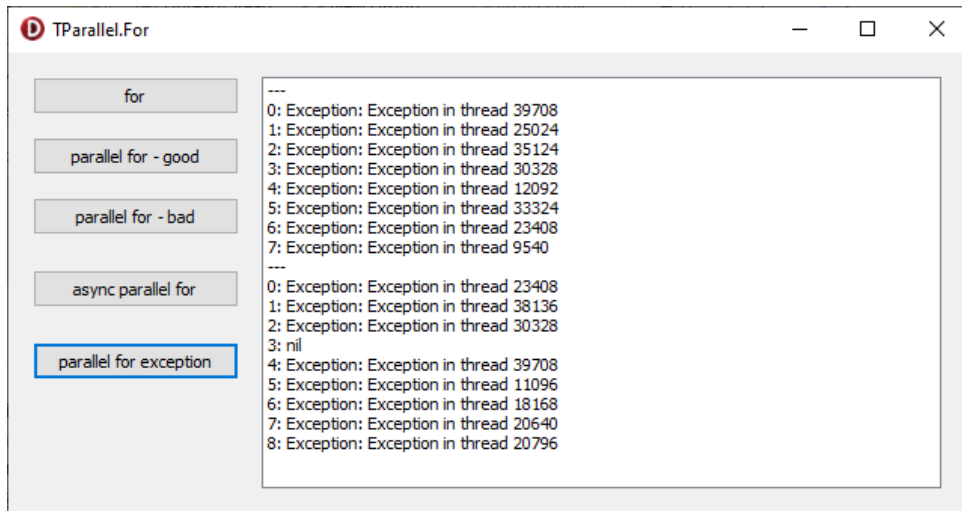 TParallel.For
for
parallel for - good
parallel for - bad
async parallel for
parallel for exception
---
0: Exception: Exception in thread 39708
1: Exception: Exception in thread 25024
2: Exception: Exception in thread 35124
3: Exception: Exception in thread 30328
4: Exception: Exception in thread 12092
5: Exception: Exception in thread 33324
6: Exception: Exception in thread 23408
7: Exception: Exception in thread 9540
---
0: Exception: Exception in thread 23408
1: Exception: Exception in thread 38136
2: Exception: Exception in thread 30328
3: nil
4: Exception: Exception in thread 39708
5: Exception: Exception in thread 11096
6: Exception: Exception in thread 18168
7: Exception: Exception in thread 20640
8: Exception: Exception in thread 20796